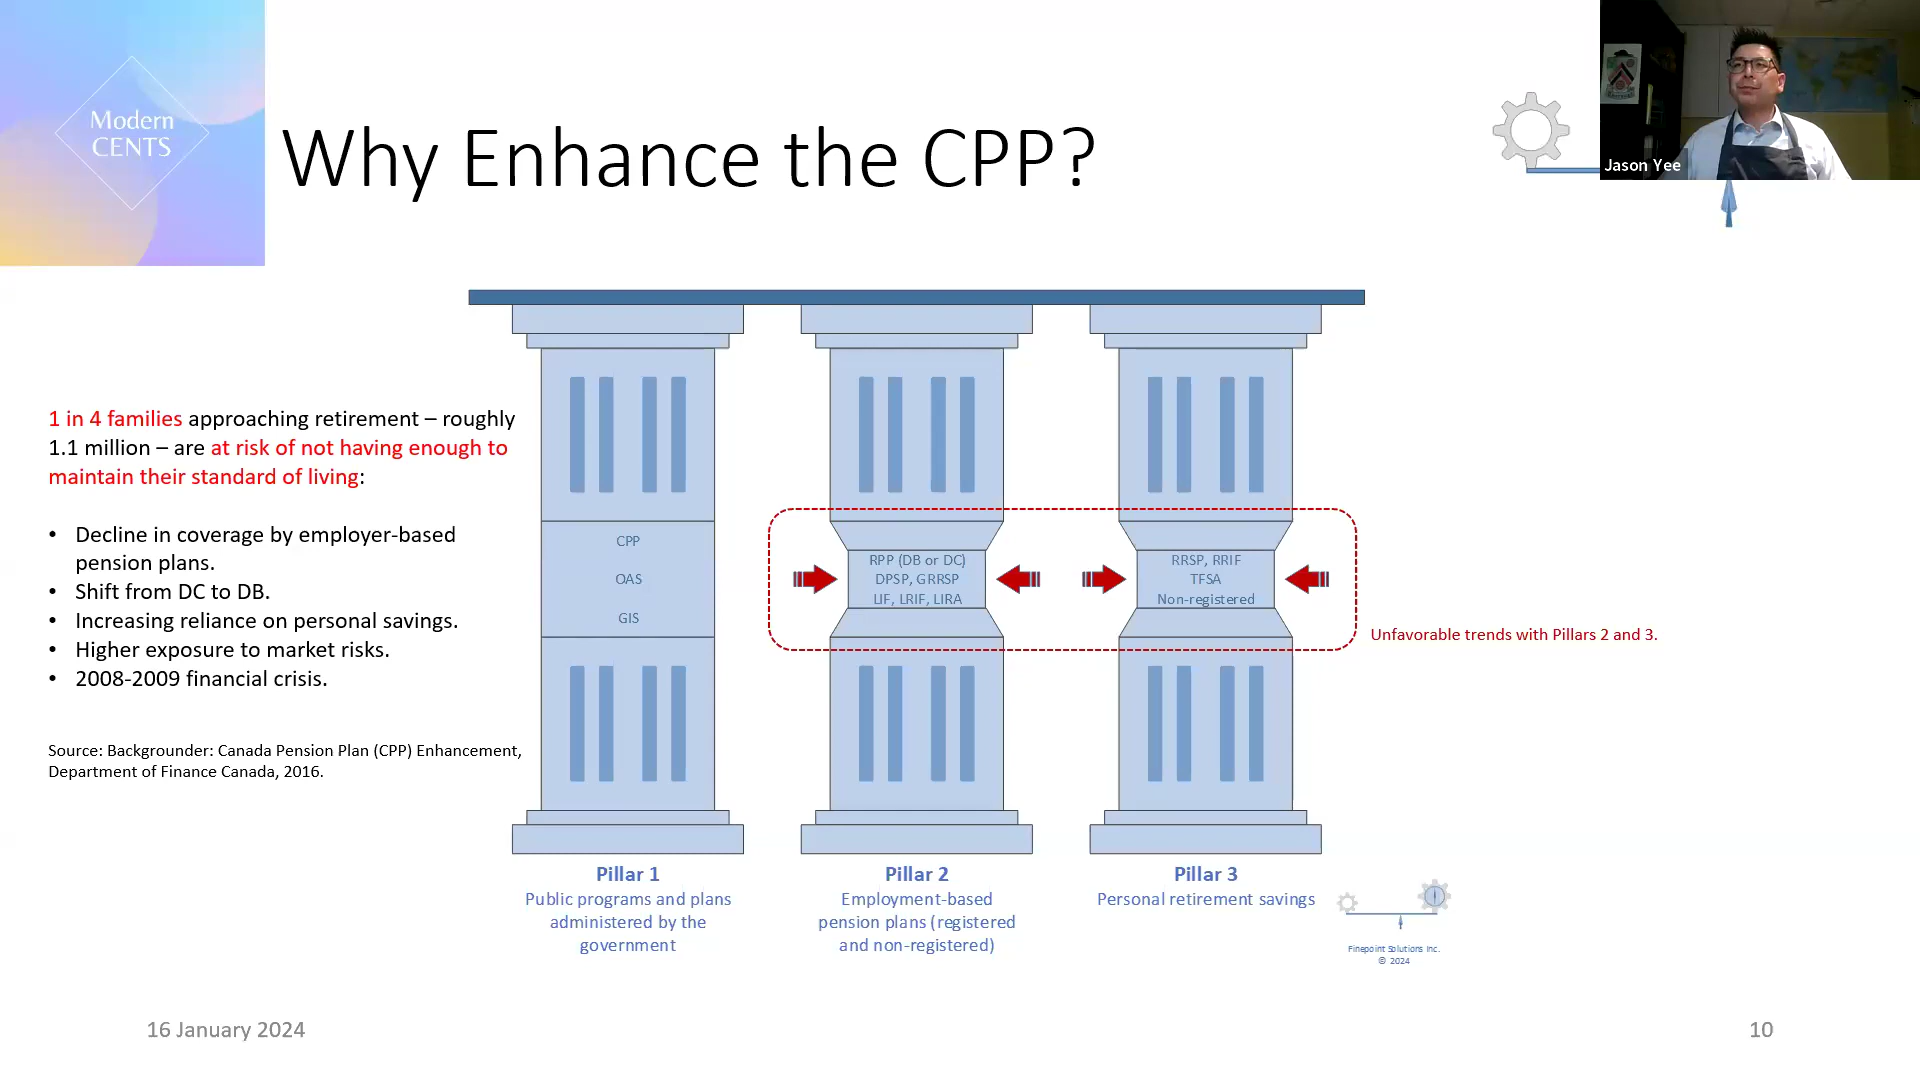 Modern
CENTS
Why Enhance the CPP?
Jason Yee
1 in 4 families approaching retirement – roughly
1.1 million – are at risk of not having enough to
maintain their standard of living:
• Decline in coverage by employer-based
pension plans.
• Shift from DC to DB.
• Increasing reliance on personal savings.
• Higher exposure to market risks.
• 2008-2009 financial crisis.
Source: Backgrounder: Canada Pension Plan (CPP) Enhancement,
Department of Finance Canada, 2016.
CPP
OAS
GIS
RPP (DB or DC)
DPSP, GRRSP
LIF, LRIF, LIRA
RRSP, RRIF
TFSA
Non-registered
Unfavorable trends with Pillars 2 and 3.
Pillar 1
Public programs and plans
administered by the
government
Pillar 2
Employment-based
pension plans (registered
and non-registered)
Pillar 3
Personal retirement savings
Finepoint Solutions Inc.
© 2024
16 January 2024
10